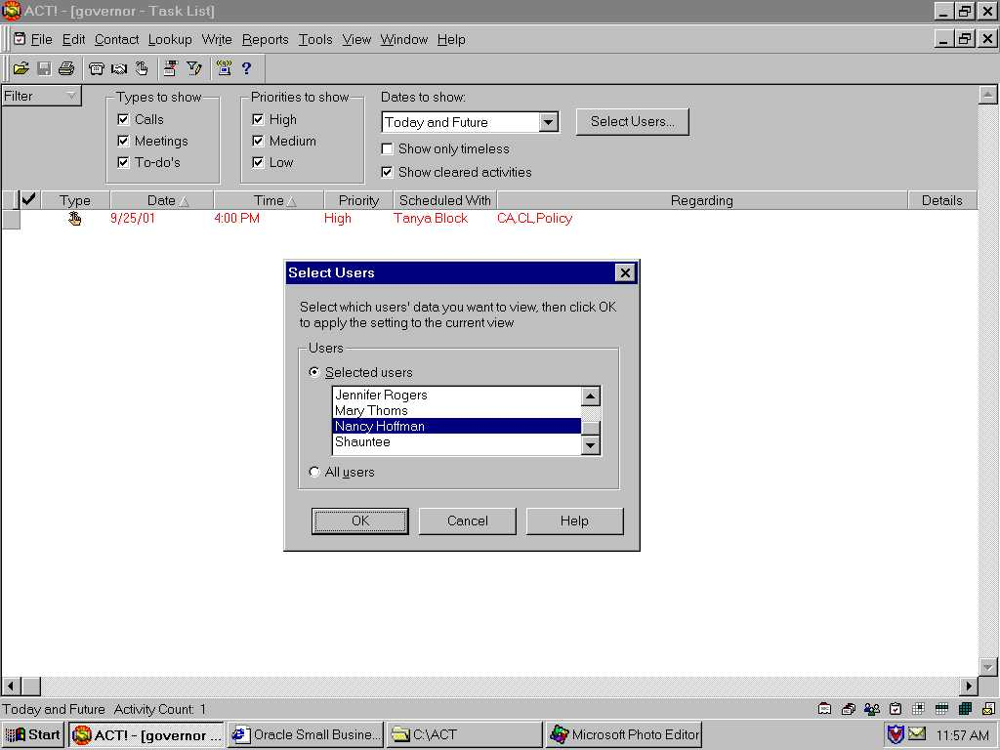 ACT! - [governor - Task List]
File Edit Contact Lookup Write Reports Tools View Window Help
Filter
Types to show
Calls
Meetings
To-do's
Priorities to show
High
Medium
Low
Dates to show:
Today and Future
Select Users...
Show only timeless
Show cleared activities
Type Date Time Priority Scheduled With Regarding Details
9/25/01 4:00 PM High Tanya Block CA,CL,Policy
Select Users
Select which users' data you want to view, then click OK
to apply the setting to the current view
Users
Selected users
Jennifer Rogers
Mary Thoms
Nancy Hoffman
Shauntee
All users
OK Cancel Help
Today and Future Activity Count: 1
Start ACT! - [governor ... Oracle Small Busine... C:\ACT Microsoft Photo Editor 11:57 AM